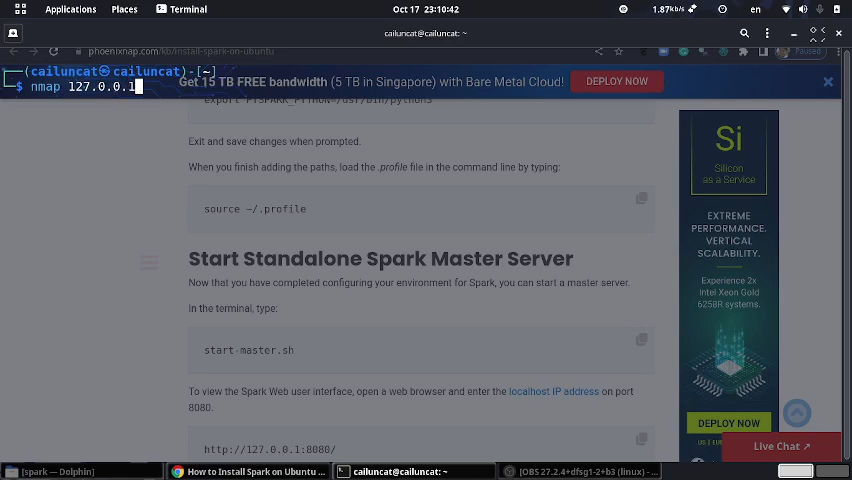 Applications
Places
Terminal
Oct 17 23:10:42
1.87kb/s
en
cailuncat@cailuncat: ~
phoenixnap.com/kb/install-spark-on-ubuntu
Paused
┌──(cailuncat㉿cailuncat)-[~]
└─$ nmap 127.0.0.1
Get 15 TB FREE bandwidth (5 TB in Singapore) with Bare Metal Cloud!
DEPLOY NOW
export PYSPARK_PYTHON=/usr/bin/python3
Exit and save changes when prompted.
When you finish adding the paths, load the .profile file in the command line by typing:
source ~/.profile
Start Standalone Spark Master Server
Now that you have completed configuring your environment for Spark, you can start a master server.
In the terminal, type:
start-master.sh
To view the Spark Web user interface, open a web browser and enter the localhost IP address on port
8080.
http://127.0.0.1:8080/
Si
Silicon
as a Service
EXTREME
PERFORMANCE.
VERTICAL
SCALABILITY.
Experience 2x
Intel Xeon Gold
6258R systems.
DEPLOY NOW
Live Chat ↗
[spark — Dolphin]
How to Install Spark on Ubuntu ...
cailuncat@cailuncat: ~
[OBS 27.2.4+dfsg1-2+b3 (linux) - ...